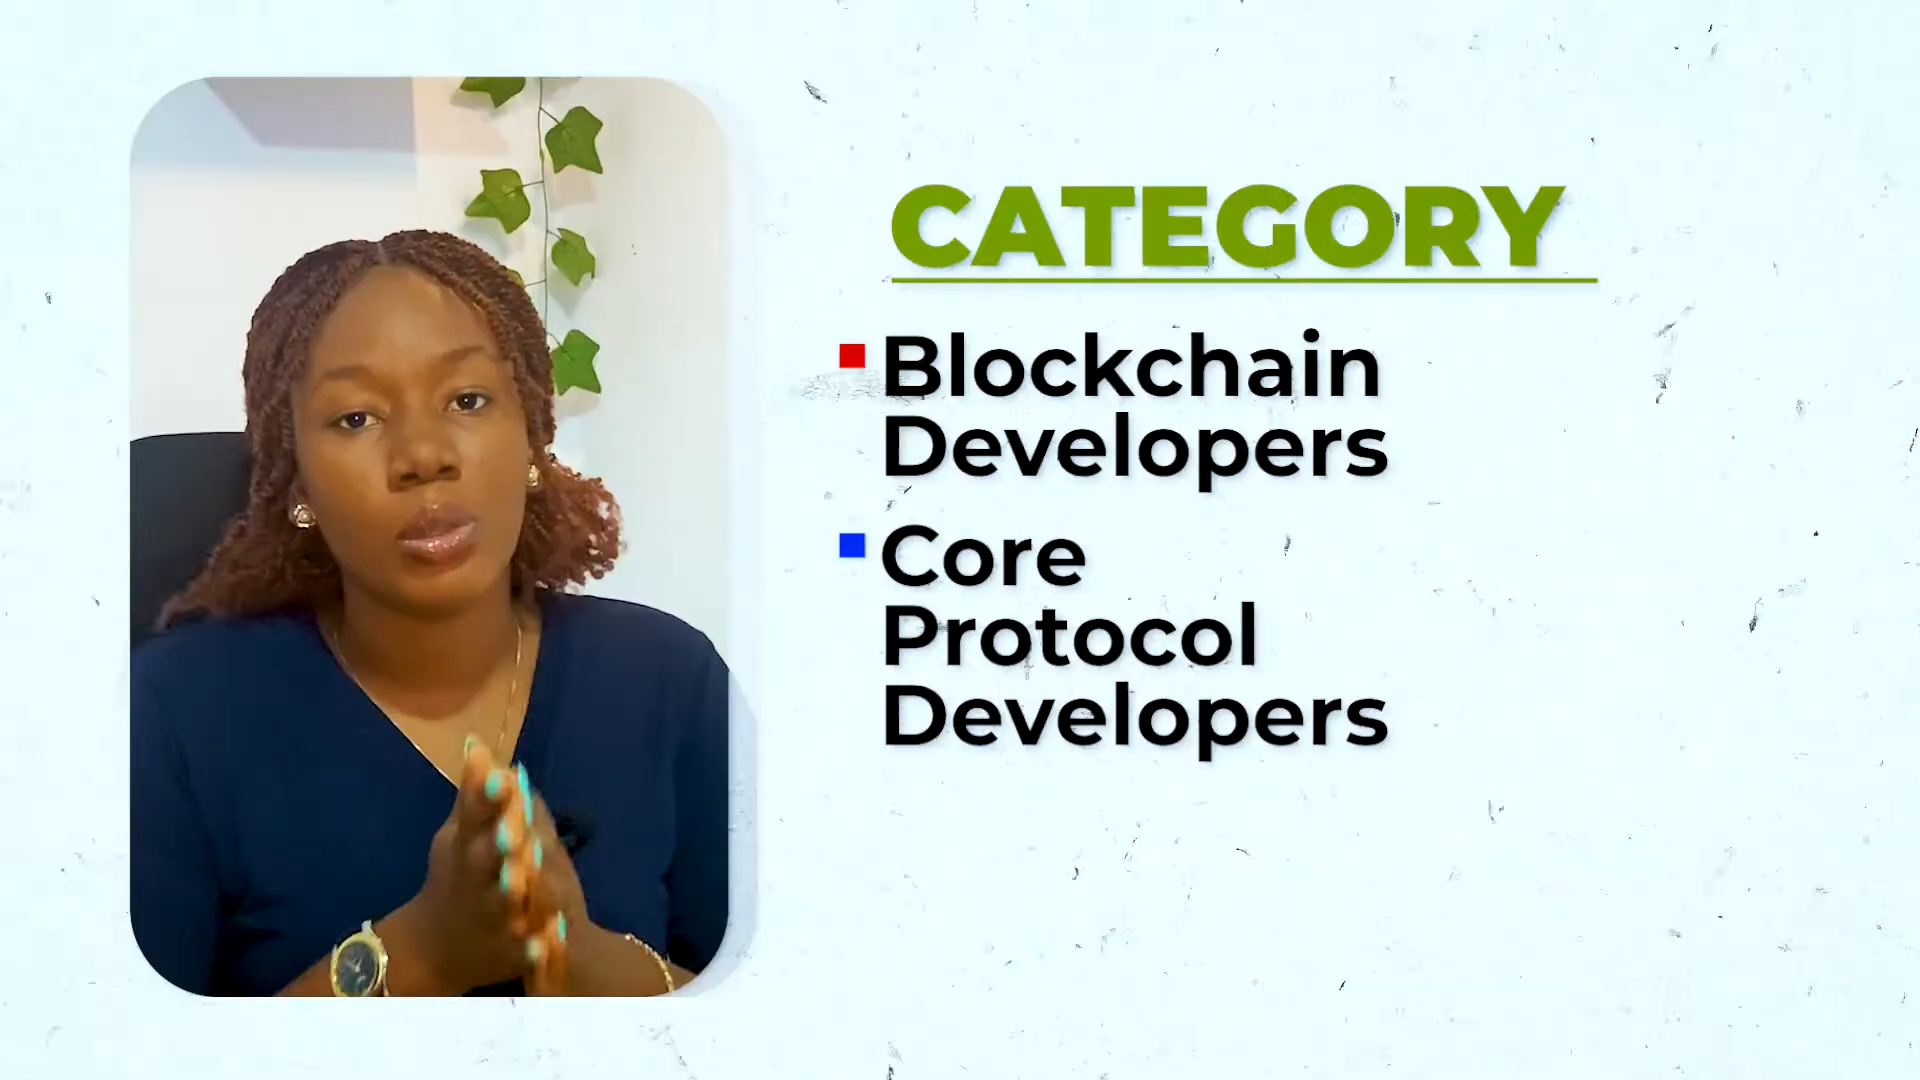 CATEGORY
Blockchain
Developers
Core
Protocol
Developers